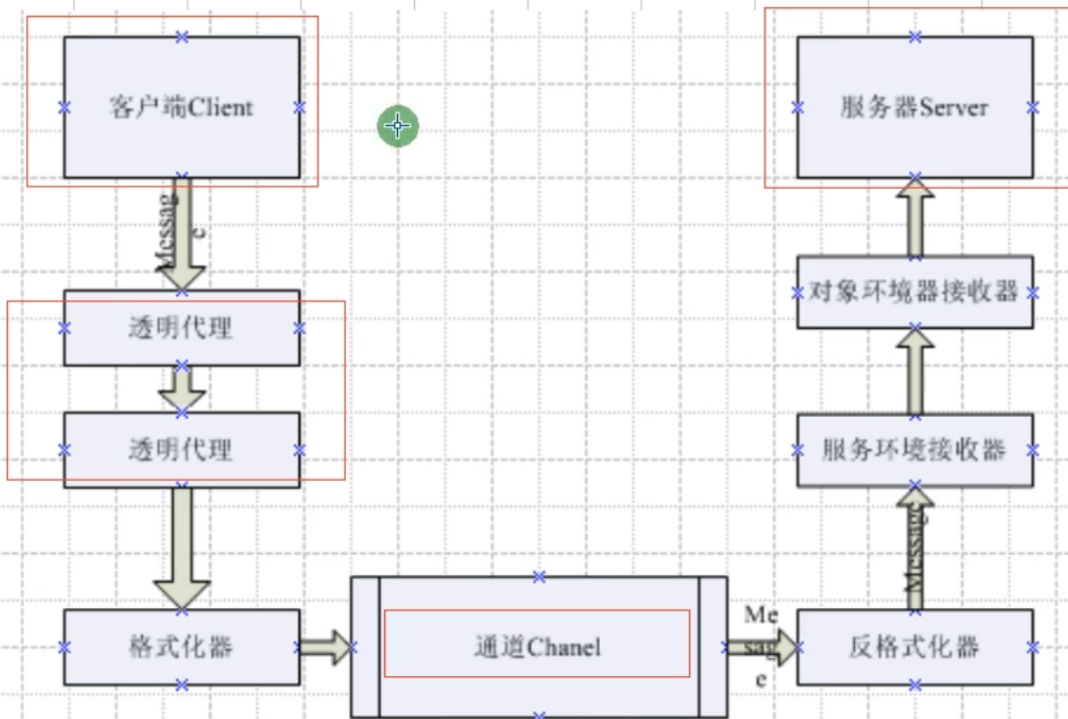 客户端Client
服务器Server
Messag
e
透明代理
对象环境器接收器
透明代理
服务环境接收器
Message
格式化器
通道Chanel
Me
sag
e
反格式化器